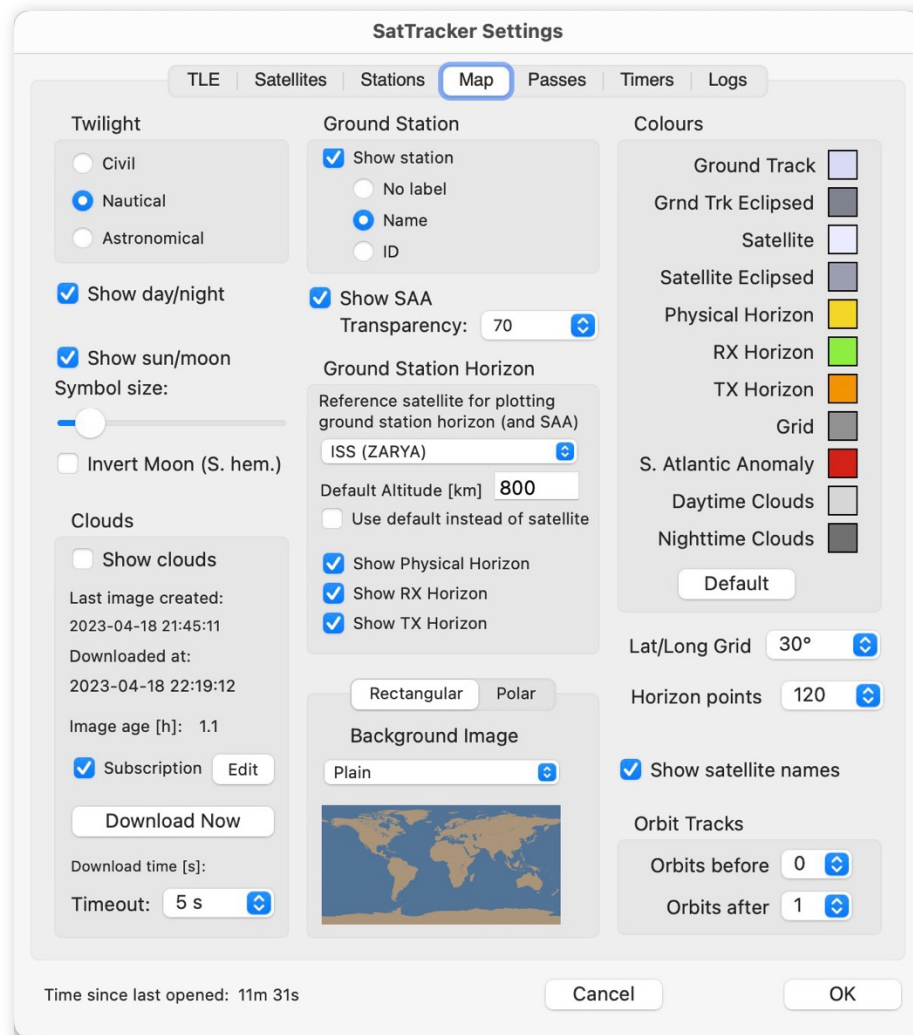 SatTracker Settings
TLE
Satellites
Stations
Map
Passes
Timers
Logs
Twilight
Civil
Nautical
Astronomical
Show day/night
Show sun/moon
Symbol size:
Invert Moon (S. hem.)
Clouds
Show clouds
Last image created:
2023-04-18 21:45:11
Downloaded at:
2023-04-18 22:19:12
Image age [h]: 1.1
Subscription
Edit
Download Now
Download time [s]:
Timeout: 5 s
Ground Station
Show station
No label
Name
ID
Show SAA
Transparency: 70
Ground Station Horizon
Reference satellite for plotting
ground station horizon (and SAA)
ISS (ZARYA)
Default Altitude [km] 800
Use default instead of satellite
Show Physical Horizon
Show RX Horizon
Show TX Horizon
Rectangular
Polar
Background Image
Plain
Colours
Ground Track
Grnd Trk Eclipsed
Satellite
Satellite Eclipsed
Physical Horizon
RX Horizon
TX Horizon
Grid
S. Atlantic Anomaly
Daytime Clouds
Nighttime Clouds
Default
Lat/Long Grid 30°
Horizon points 120
Show satellite names
Orbit Tracks
Orbits before 0
Orbits after 1
Time since last opened: 11m 31s
Cancel
OK